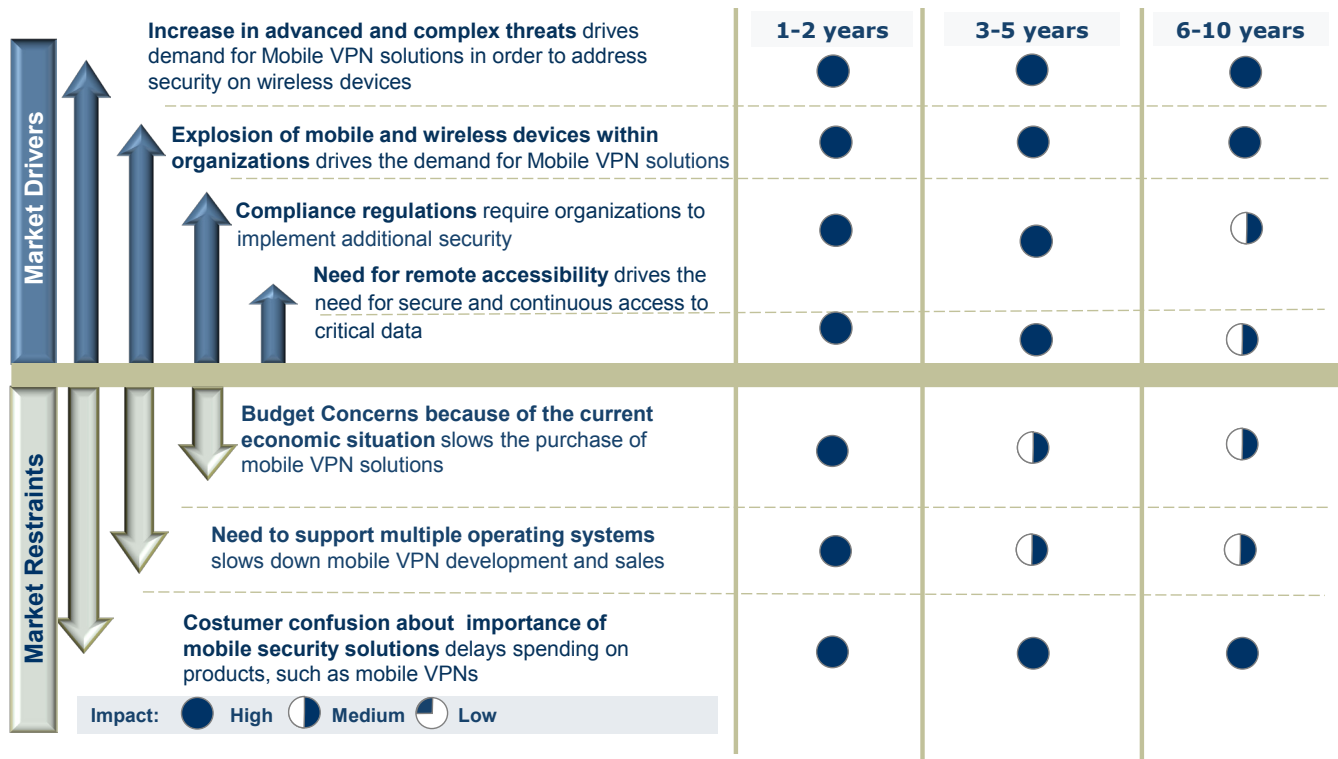 Increase in advanced and complex threats drives
demand for Mobile VPN solutions in order to address
security on wireless devices
1-2 years
3-5 years
6-10 years
Market Drivers
Explosion of mobile and wireless devices within
organizations drives the demand for Mobile VPN solutions
Compliance regulations require organizations to
implement additional security
Need for remote accessibility drives the
need for secure and continuous access to
critical data
Market Restraints
Budget Concerns because of the current
economic situation slows the purchase of
mobile VPN solutions
Need to support multiple operating systems
slows down mobile VPN development and sales
Costumer confusion about importance of
mobile security solutions delays spending on
products, such as mobile VPNs
Impact: High Medium Low